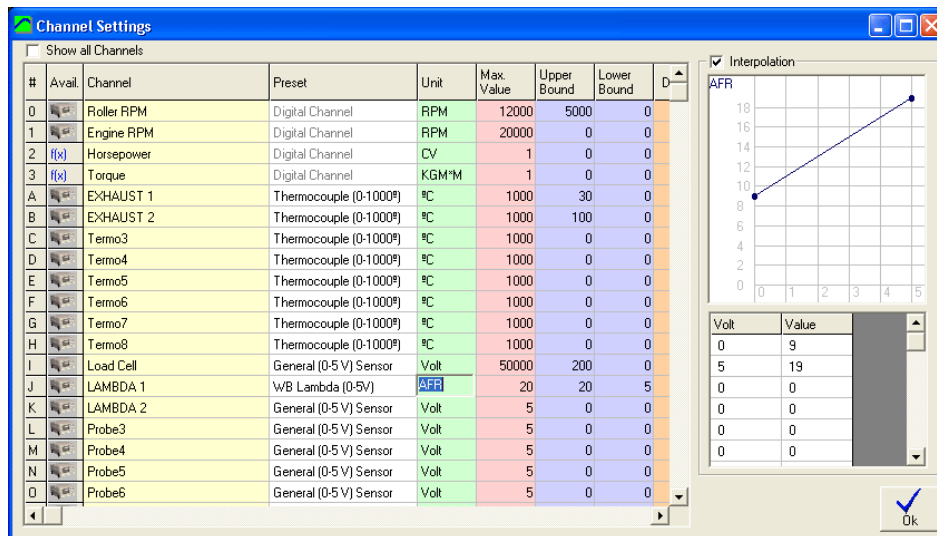 Channel Settings
Show all Channels
# Avail. Channel Preset Unit Max. Value Upper Bound Lower Bound D
0 Roller RPM Digital Channel RPM 12000 5000 0
1 Engine RPM Digital Channel RPM 20000 0 0
2 f(x) Horsepower Digital Channel CV 1 0 0
3 f(x) Torque Digital Channel KGM*M 1 0 0
A EXHAUST 1 Thermocouple (0-1000º) ºC 1000 30 0
B EXHAUST 2 Thermocouple (0-1000º) ºC 1000 100 0
C Termo3 Thermocouple (0-1000º) ºC 1000 0 0
D Termo4 Thermocouple (0-1000º) ºC 1000 0 0
E Termo5 Thermocouple (0-1000º) ºC 1000 0 0
F Termo6 Thermocouple (0-1000º) ºC 1000 0 0
G Termo7 Thermocouple (0-1000º) ºC 1000 0 0
H Termo8 Thermocouple (0-1000º) ºC 1000 0 0
I Load Cell General (0-5 V) Sensor Volt 50000 200 0
J LAMBDA 1 WB Lambda (0-5V) AFR 20 20 5
K LAMBDA 2 General (0-5 V) Sensor Volt 5 0 0
L Probe3 General (0-5 V) Sensor Volt 5 0 0
M Probe4 General (0-5 V) Sensor Volt 5 0 0
N Probe5 General (0-5 V) Sensor Volt 5 0 0
O Probe6 General (0-5 V) Sensor Volt 5 0 0
Interpolation
AFR
18
16
14
12
10
8
6
4
2
0
0 1 2 3 4 5
Volt Value
0 9
5 19
0 0
0 0
0 0
0 0
Ok